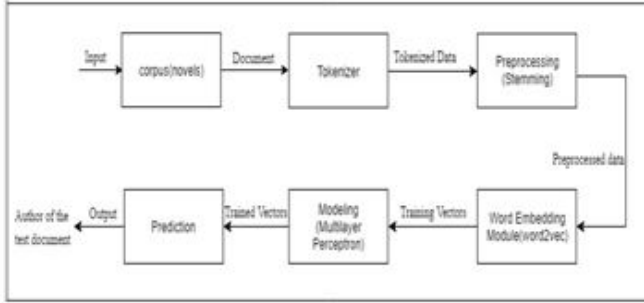 Input
corpus(novels)
Document
Tokenizer
Tokenized Data
Preprocessing
(Stemming)
Preprocessed data
Word Embedding
Module(word2vec)
Training Vectors
Modeling
(Multilayer
Perceptron)
Trained Vectors
Prediction
Output
Author of the
test document